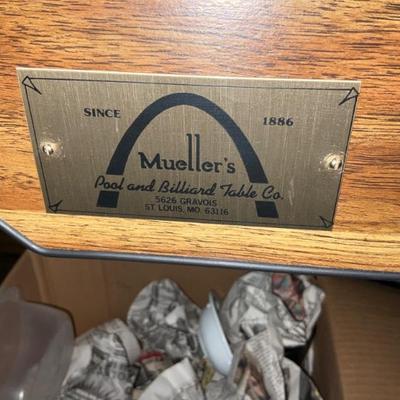 SINCE 1886
Mueller's
Pool and Billiard Table Co.
5626 GRAVOIS
ST. LOUIS, MO. 63116